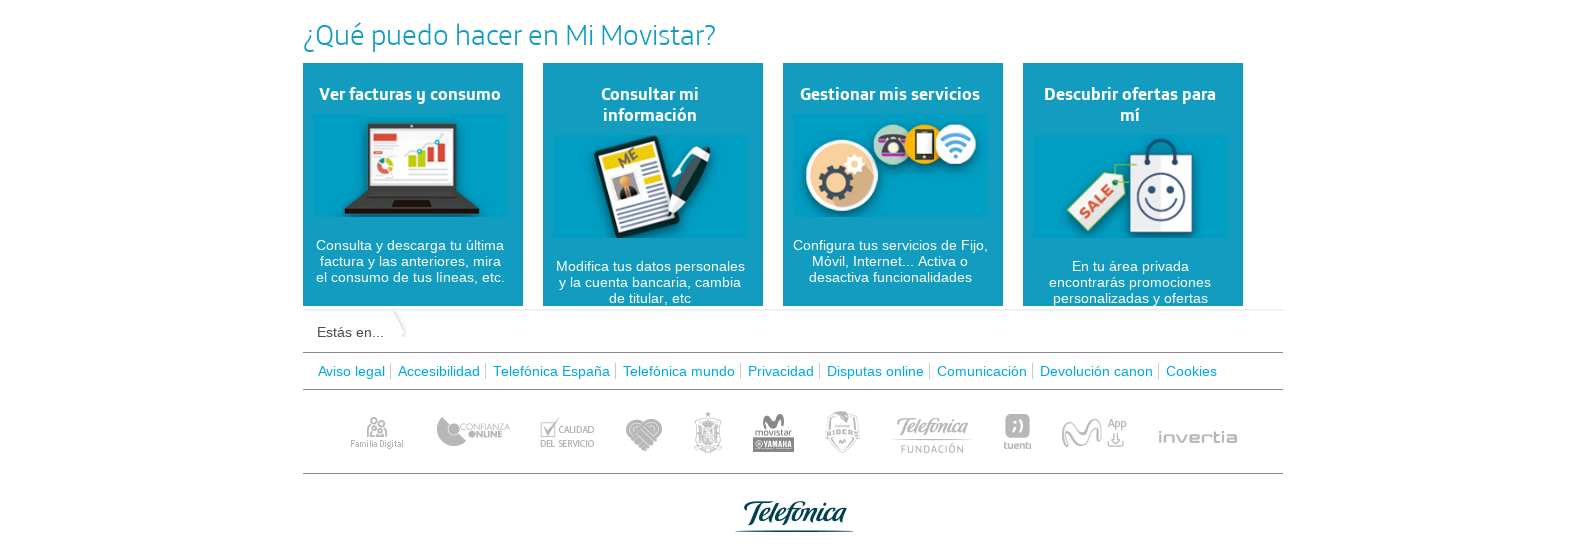 ¿Qué puedo hacer en Mi Movistar?
Ver facturas y consumo
Consulta y descarga tu última
factura y las anteriores, mira
el consumo de tus líneas, etc.
Consultar mi
información
ME
Modifica tus datos personales
y la cuenta bancaria, cambia
de titular, etc
Gestionar mis servicios
Configura tus servicios de Fijo,
Móvil, Internet... Activa o
desactiva funcionalidades
Descubrir ofertas para
mí
SALE
En tu área privada
encontrarás promociones
personalizadas y ofertas
Estás en...
Aviso legal
Accesibilidad
Telefónica España
Telefónica mundo
Privacidad
Disputas online
Comunicación
Devolución canon
Cookies
Familia Digital
CONFIANZA
ONLINE
CALIDAD
DEL SERVICIO
movistar
YAMAHA
RIDERS
Telefónica
FUNDACIÓN
tuenti
App
invertia
Telefónica